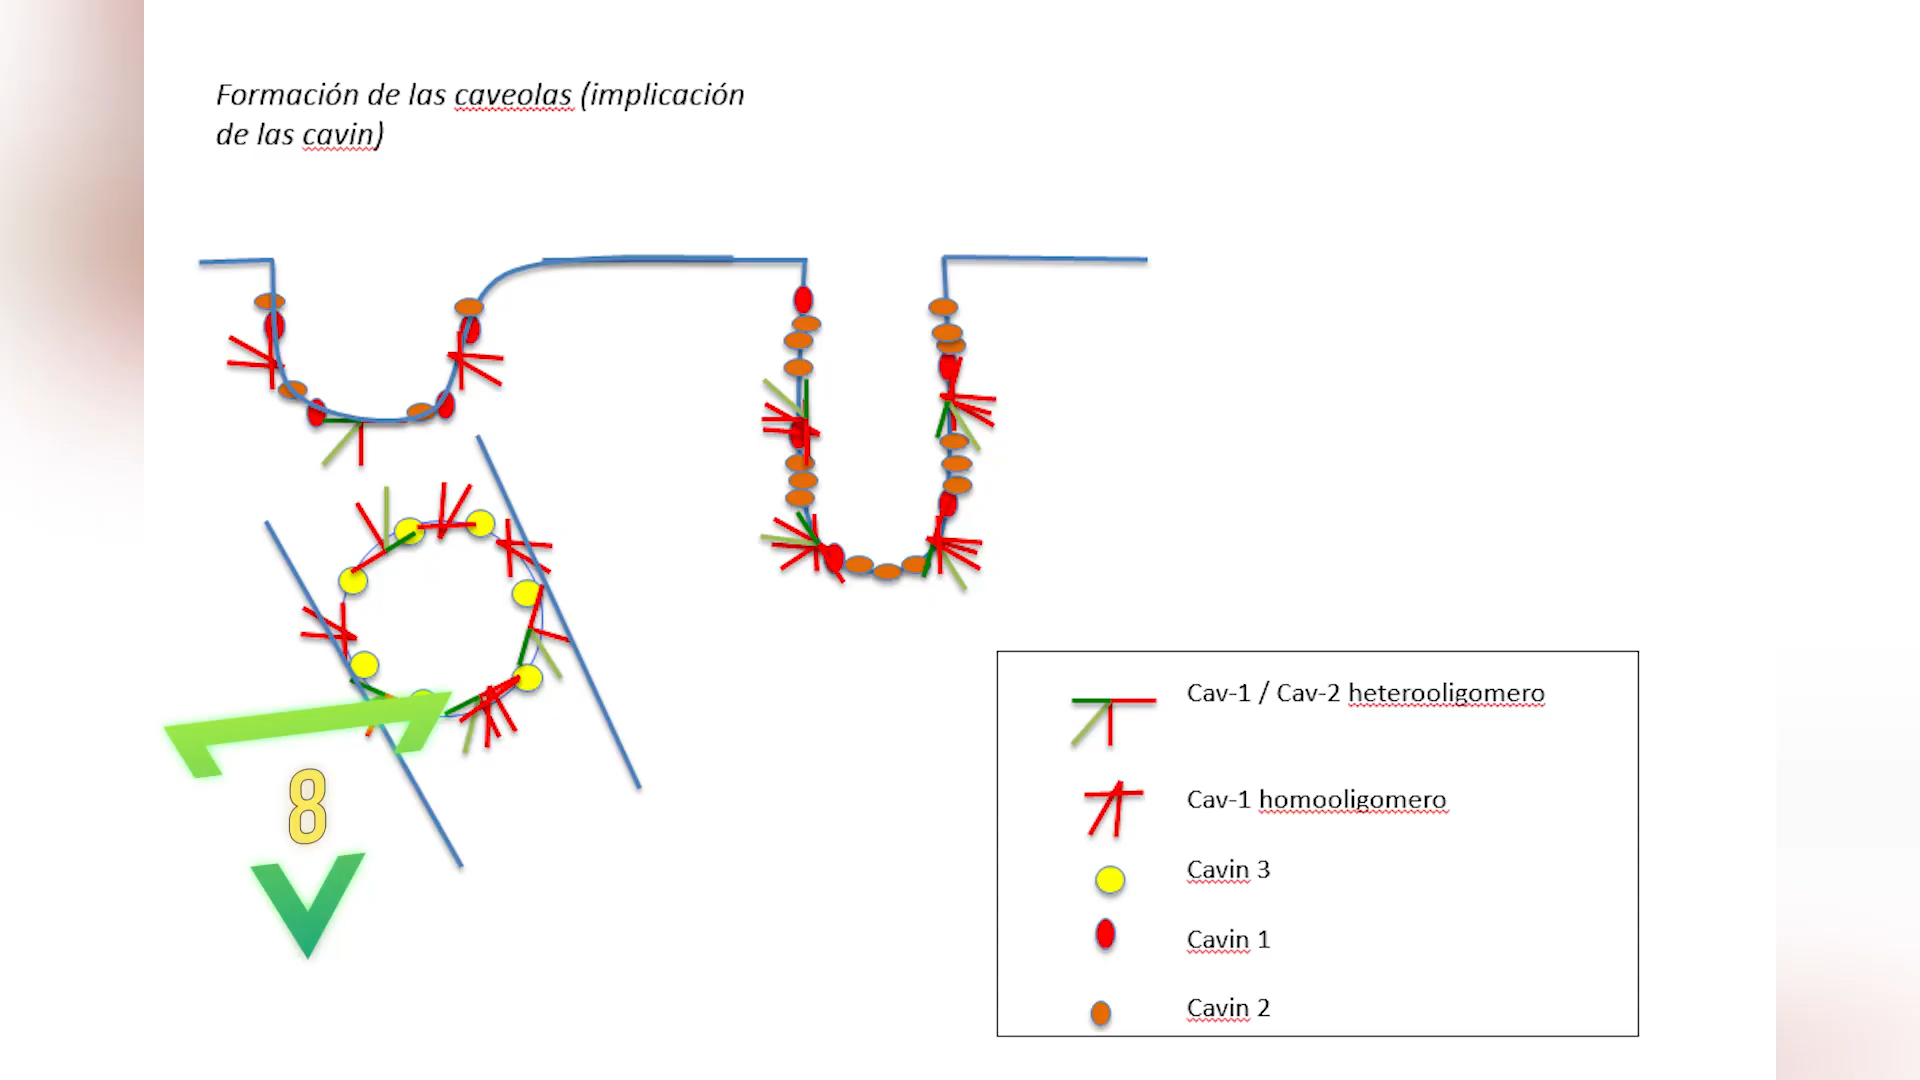 Formación de las caveolas (implicación
de las cavin)
8
Cav-1 / Cav-2 heterooligomero
Cav-1 homooligomero
Cavin 3
Cavin 1
Cavin 2